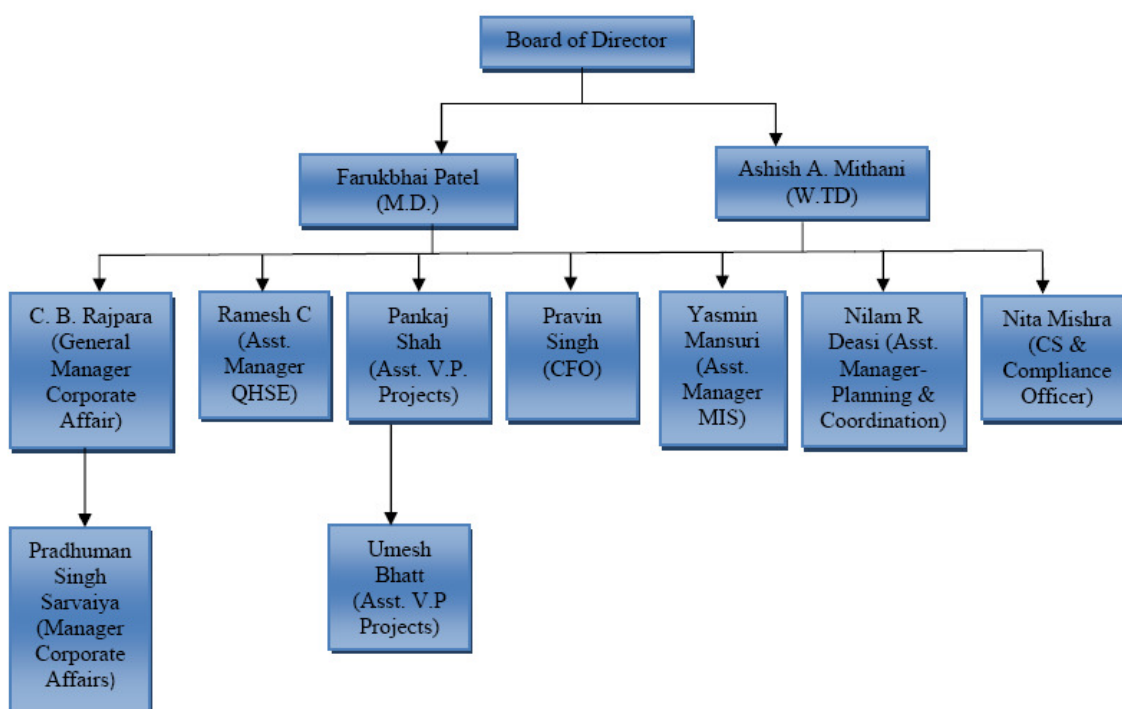 Board of Director
Farukbhai Patel
(M.D.)
Ashish A. Mithani
(W.TD)
C. B. Rajpara
(General
Manager
Corporate
Affair)
Ramesh C
(Asst.
Manager
QHSE)
Pankaj
Shah
(Asst. V.P.
Projects)
Pravin
Singh
(CFO)
Yasmin
Mansuri
(Asst.
Manager
MIS)
Nilam R
Deasi (Asst.
Manager-
Planning &
Coordination)
Nita Mishra
(CS &
Compliance
Officer)
Pradhuman
Singh
Sarvaiya
(Manager
Corporate
Affairs)
Umesh
Bhatt
(Asst. V.P
Projects)